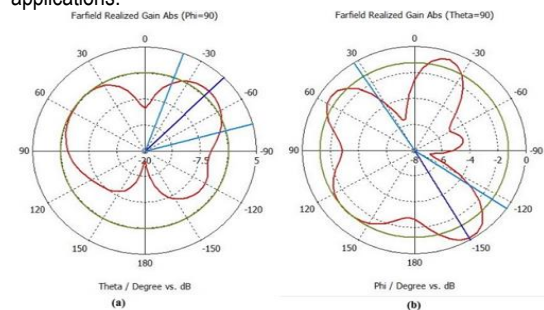 applications.
Farfield Realized Gain Abs (Phi=90)
0
30 -30
60 -60
90 -20 -7.5 5 -90
120 -120
150 -150
180
Theta / Degree vs. dB
(a)
Farfield Realized Gain Abs (Theta=90)
0
30 -30
60 -60
90 -8 -6 -4 -2 0 -90
120 -120
150 -150
180
Phi / Degree vs. dB
(b)